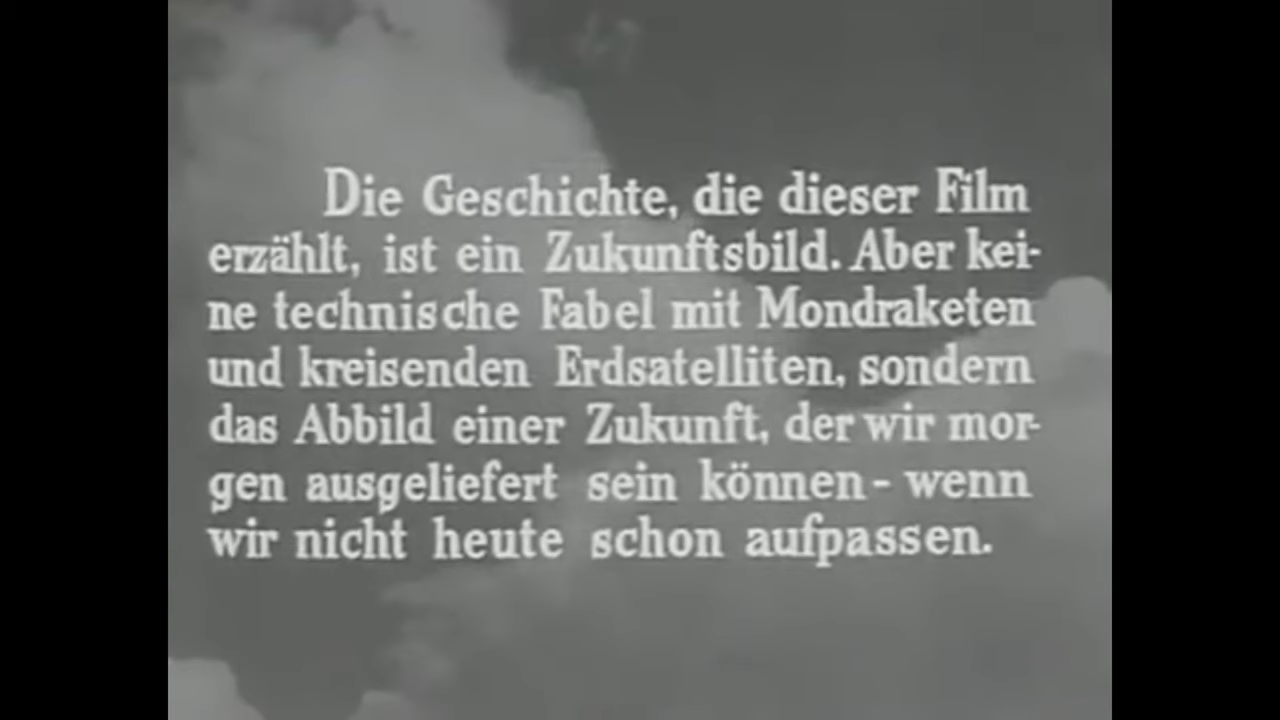 Die Geschichte, die dieser Film
erzählt, ist ein Zukunftsbild. Aber kei-
ne technische Fabel mit Mondraketen
und kreisenden Erdsatelliten, sondern
das Abbild einer Zukunft, der wir mor-
gen ausgeliefert sein können - wenn
wir nicht heute schon aufpassen.